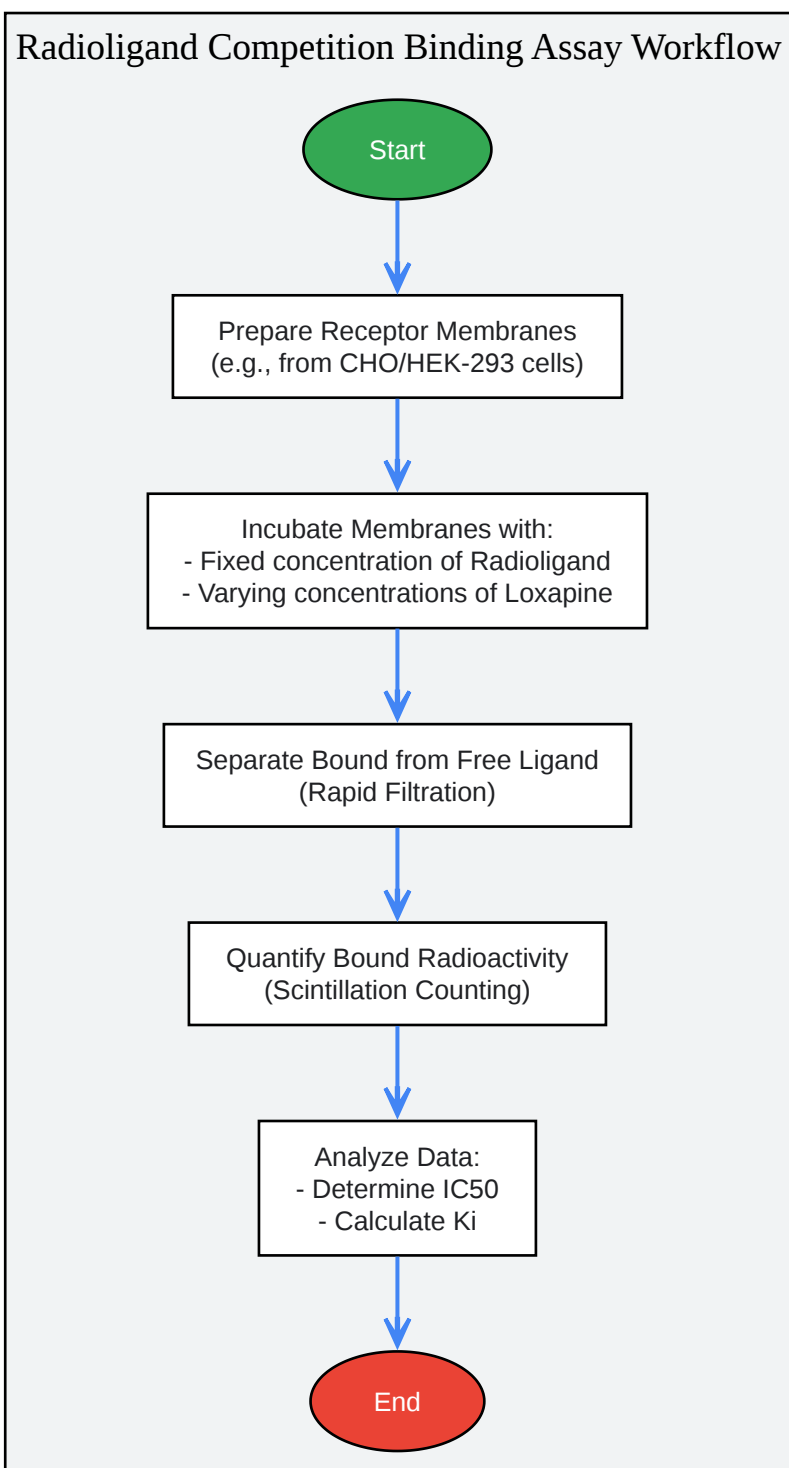 Radioligand Competition Binding Assay Workflow
Start
Prepare Receptor Membranes
(e.g., from CHO/HEK-293 cells)
Incubate Membranes with:
- Fixed concentration of Radioligand
- Varying concentrations of Loxapine
Separate Bound from Free Ligand
(Rapid Filtration)
Quantify Bound Radioactivity
(Scintillation Counting)
Analyze Data:
- Determine IC50
- Calculate Ki
End